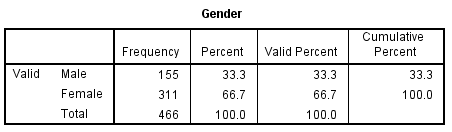 Gender
Frequency Percent Valid Percent Cumulative Percent
Valid Male 155 33.3 33.3 33.3
Female 311 66.7 66.7 100.0
Total 466 100.0 100.0